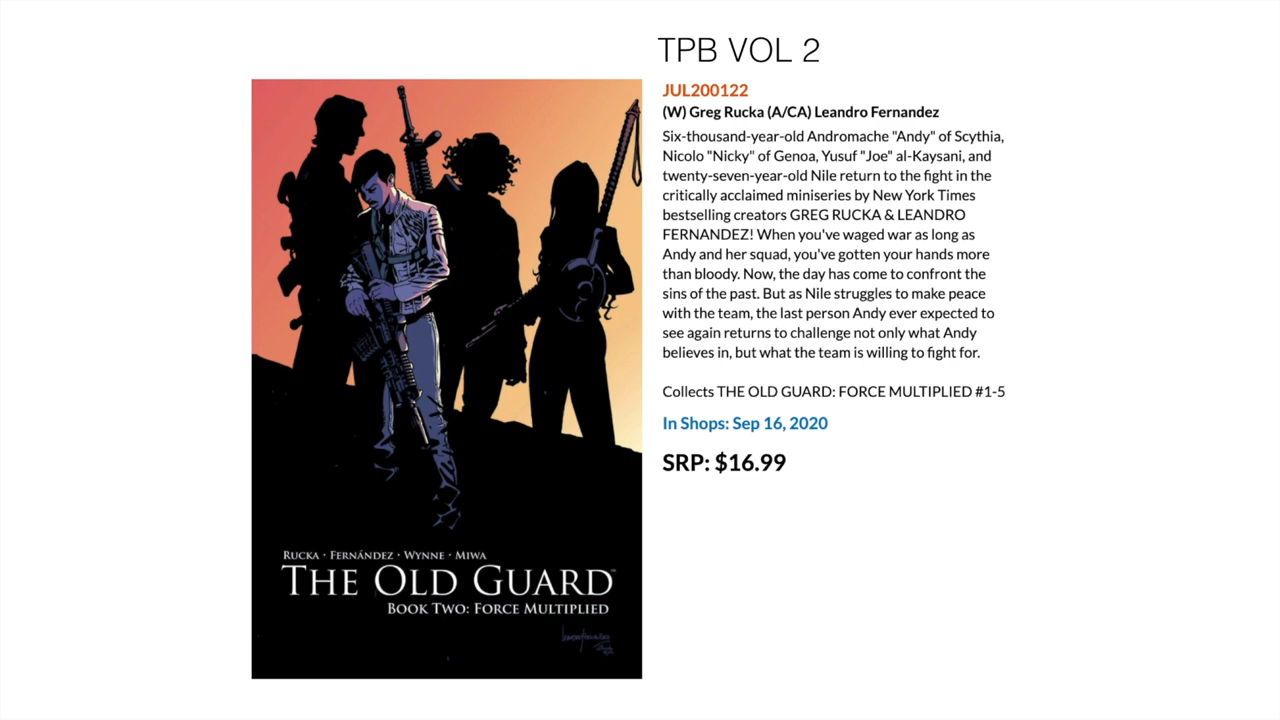 TPB VOL 2
JUL200122
(W) Greg Rucka (A/CA) Leandro Fernandez
Six-thousand-year-old Andromache "Andy" of Scythia,
Nicolo "Nicky" of Genoa, Yusuf "Joe" al-Kaysani, and
twenty-seven-year-old Nile return to the fight in the
critically acclaimed miniseries by New York Times
bestselling creators GREG RUCKA & LEANDRO
FERNANDEZ! When you've waged war as long as
Andy and her squad, you've gotten your hands more
than bloody. Now, the day has come to confront the
sins of the past. But as Nile struggles to make peace
with the team, the last person Andy ever expected to
see again returns to challenge not only what Andy
believes in, but what the team is willing to fight for.
Collects THE OLD GUARD: FORCE MULTIPLIED #1-5
In Shops: Sep 16, 2020
SRP: $16.99
RUCKA · FERNÁNDEZ · WYNNE · MIWA
THE OLD GUARD™
BOOK TWO: FORCE MULTIPLIED